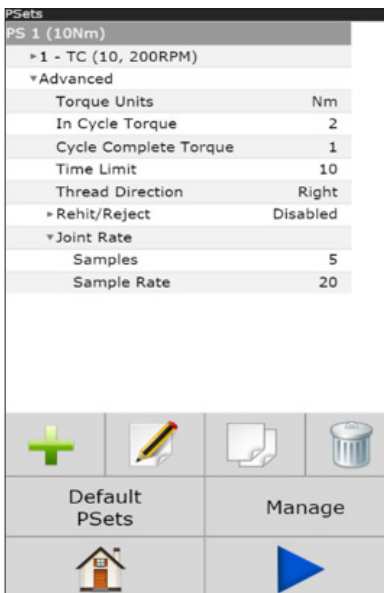 PSets
PS 1 (10Nm)
1 - TC (10, 200RPM)
Advanced
Torque Units Nm
In Cycle Torque 2
Cycle Complete Torque 1
Time Limit 10
Thread Direction Right
Rehit/Reject Disabled
Joint Rate
Samples 5
Sample Rate 20
Default
PSets
Manage